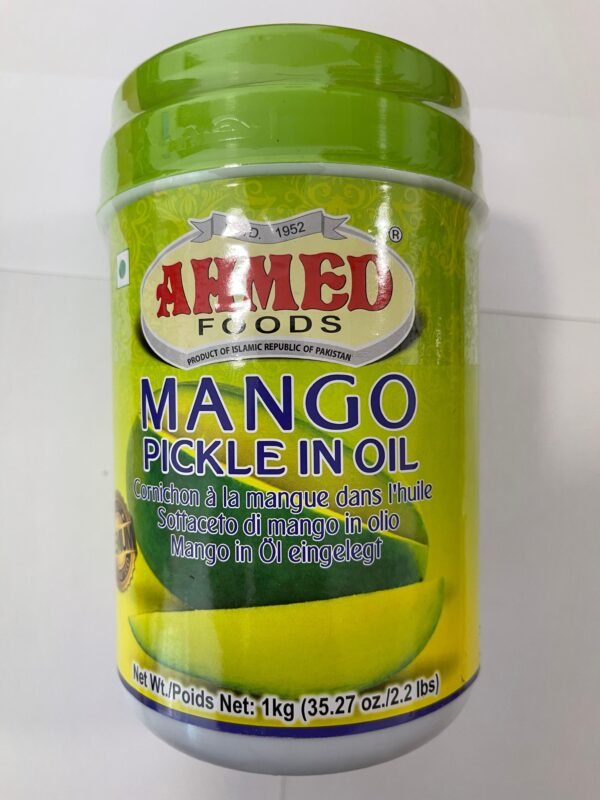 1952
®
AHMED
FOODS
PRODUCT OF ISLAMIC REPUBLIC OF PAKISTAN
MANGO
PICKLE IN OIL
Cornichon à la mangue dans l'huile
Sottaceto di mango in olio
Mango in Öl eingelegt
Net Wt./Poids Net: 1kg (35.27 oz./2.2 lbs)